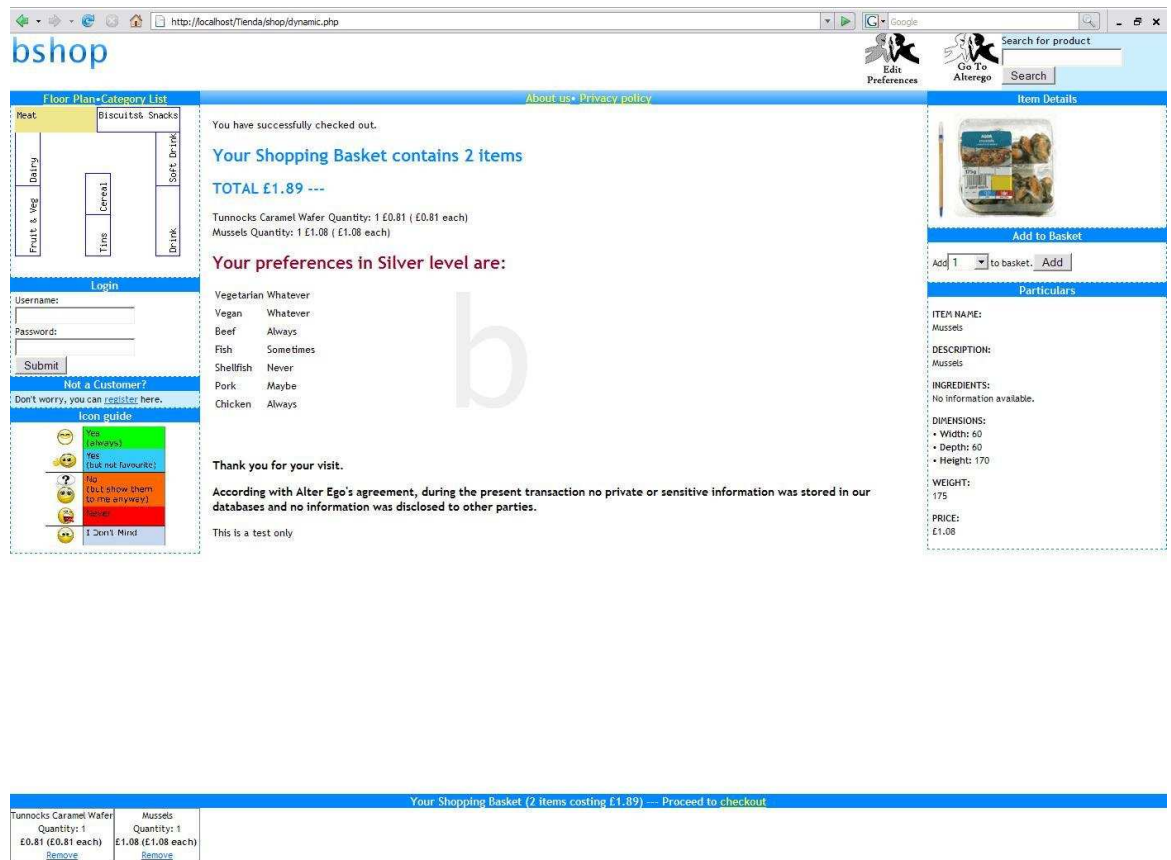 http://localhost/Tienda/shop/dynamic.php
Google
bshop
Edit
Preferences
Go To
Alterego
Search for product
Search
Floor Plan•Category List
About us• Privacy policy
Item Details
Meat
Biscuits& Snacks
Dairy
Soft Drink
Cereal
Fruit & Veg
Tins
Drink
Login
Username:
Password:
Submit
Not a Customer?
Don't worry, you can register here.
Icon guide
Yes
(always)
Yes
(but not favourite)
No
(but show them
to me anyway)
Never
I Don't Mind
You have successfully checked out.
Your Shopping Basket contains 2 items
TOTAL £1.89 ---
Tunnocks Caramel Wafer Quantity: 1 £0.81 ( £0.81 each)
Mussels Quantity: 1 £1.08 ( £1.08 each)
Your preferences in Silver level are:
Vegetarian Whatever
Vegan Whatever
Beef Always
Fish Sometimes
Shellfish Never
Pork Maybe
Chicken Always
b
Thank you for your visit.
According with Alter Ego's agreement, during the present transaction no private or sensitive information was stored in our
databases and no information was disclosed to other parties.
This is a test only
Add to Basket
Add 1 to basket. Add
Particulars
ITEM NAME:
Mussels
DESCRIPTION:
Mussels
INGREDIENTS:
No information available.
DIMENSIONS:
• Width: 60
• Depth: 60
• Height: 170
WEIGHT:
175
PRICE:
£1.08
Your Shopping Basket (2 items costing £1.89) --- Proceed to checkout
Tunnocks Caramel Wafer
Quantity: 1
£0.81 (£0.81 each)
Remove
Mussels
Quantity: 1
£1.08 (£1.08 each)
Remove